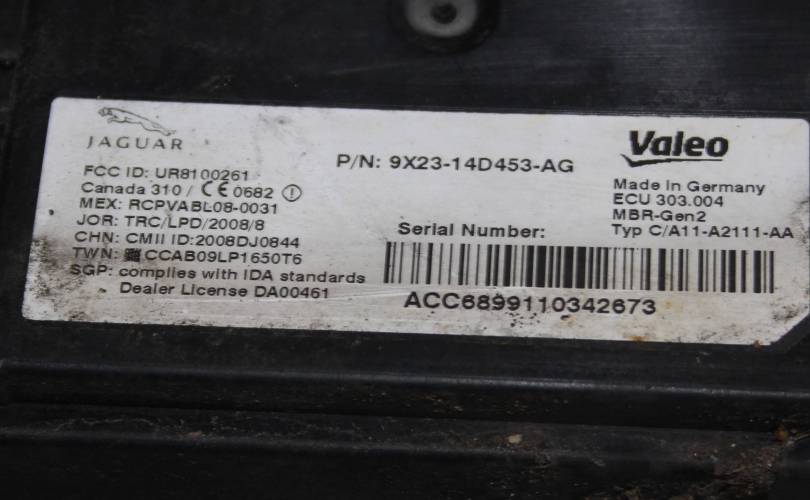 JAGUAR
FCC ID: UR8100261
Canada 310 / CE 0682
MEX: RCPVABL08-0031
JOR: TRC/LPD/2008/8
CHN: CMII ID:2008DJ0844
TWN: CCAB09LP1650T6
SGP: complies with IDA standards
Dealer License DA00461
P/N: 9X23-14D453-AG
Serial Number:
ACC6899110342673
Valeo
Made in Germany
ECU 303.004
MBR-Gen2
Typ C/A11-A2111-AA